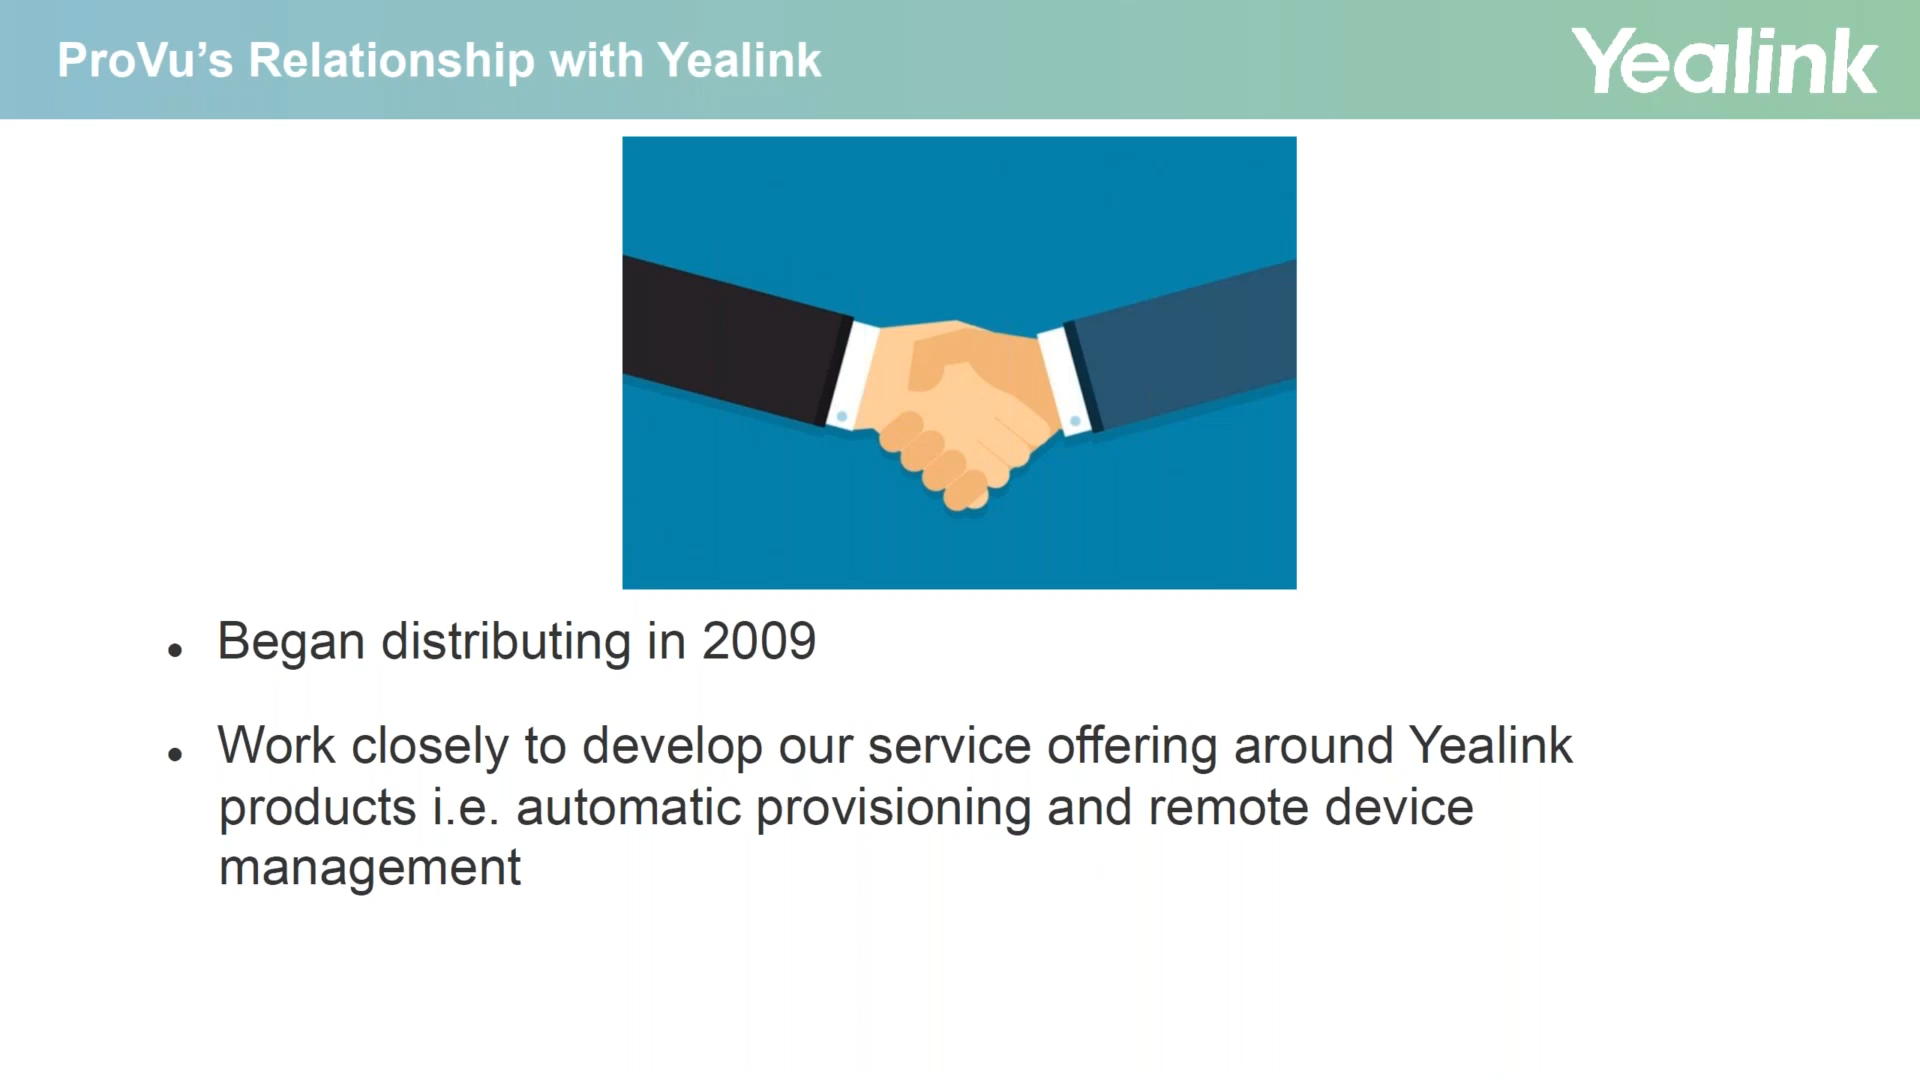 ProVu’s Relationship with Yealink
Yealink
• Began distributing in 2009
• Work closely to develop our service offering around Yealink
products i.e. automatic provisioning and remote device
management